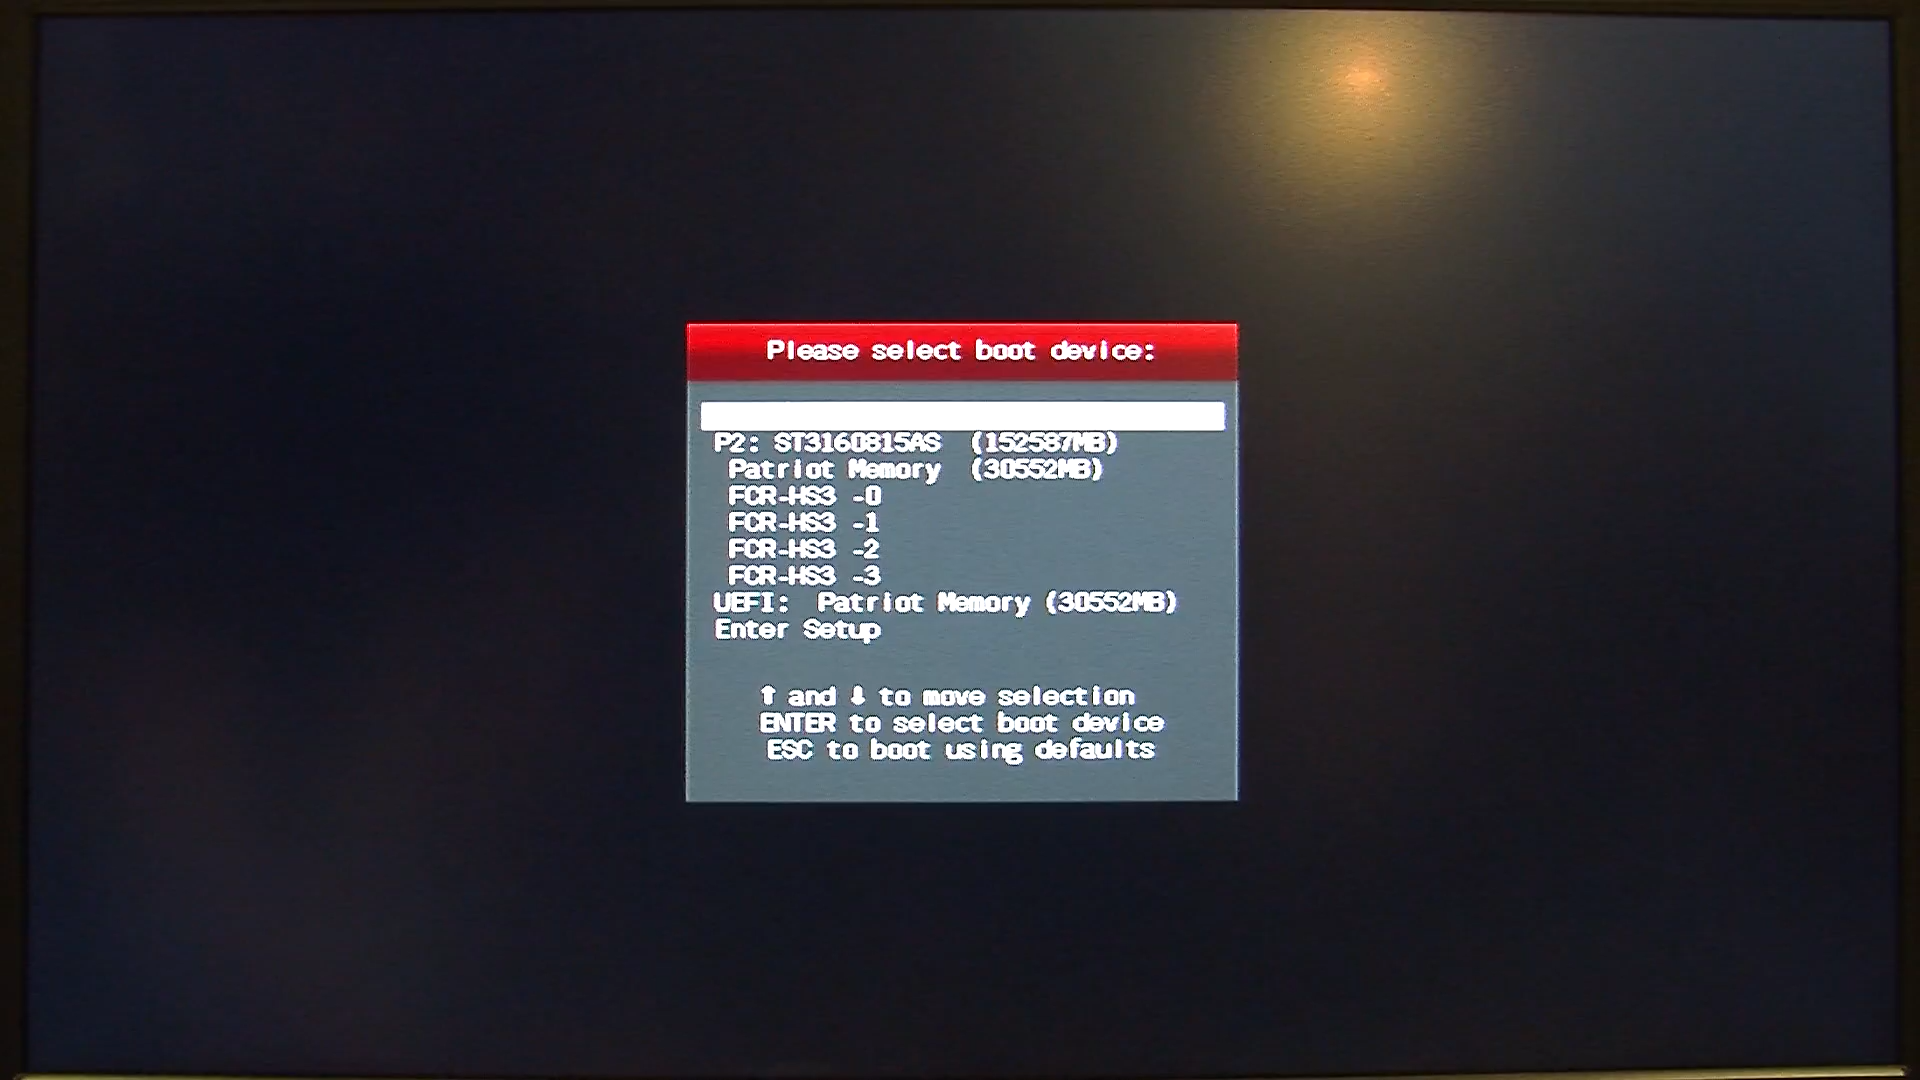 Please select boot device:
P2: ST3160815AS (152587MB)
Patriot Memory (30552MB)
FCR-HS3 -0
FCR-HS3 -1
FCR-HS3 -2
FCR-HS3 -3
UEFI: Patriot Memory (30552MB)
Enter Setup
↑ and ↓ to move selection
ENTER to select boot device
ESC to boot using defaults